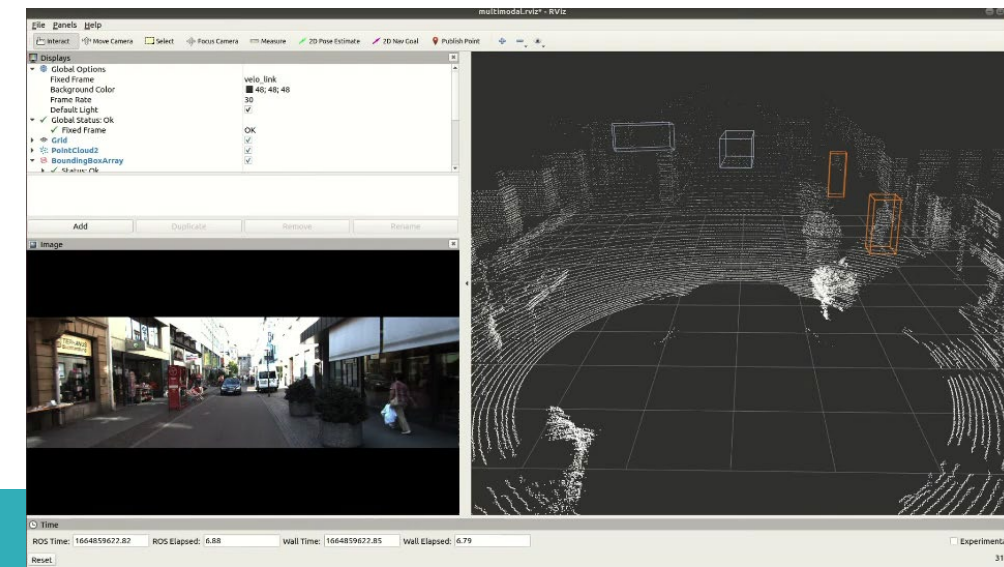 multimodal.rviz* - RViz
File Panels Help
Interact Move Camera Select Focus Camera Measure 2D Pose Estimate 2D Nav Goal Publish Point
Displays
Global Options
Fixed Frame velo_link
Background Color 48; 48; 48
Frame Rate 30
Default Light
Global Status: Ok
Fixed Frame OK
Grid
PointCloud2
BoundingBoxArray
Status: Ok
Add Duplicate Remove Rename
Image
Time
ROS Time: 1664859622.82 ROS Elapsed: 6.88 Wall Time: 1664859622.85 Wall Elapsed: 6.79 Experimenta
Reset 31